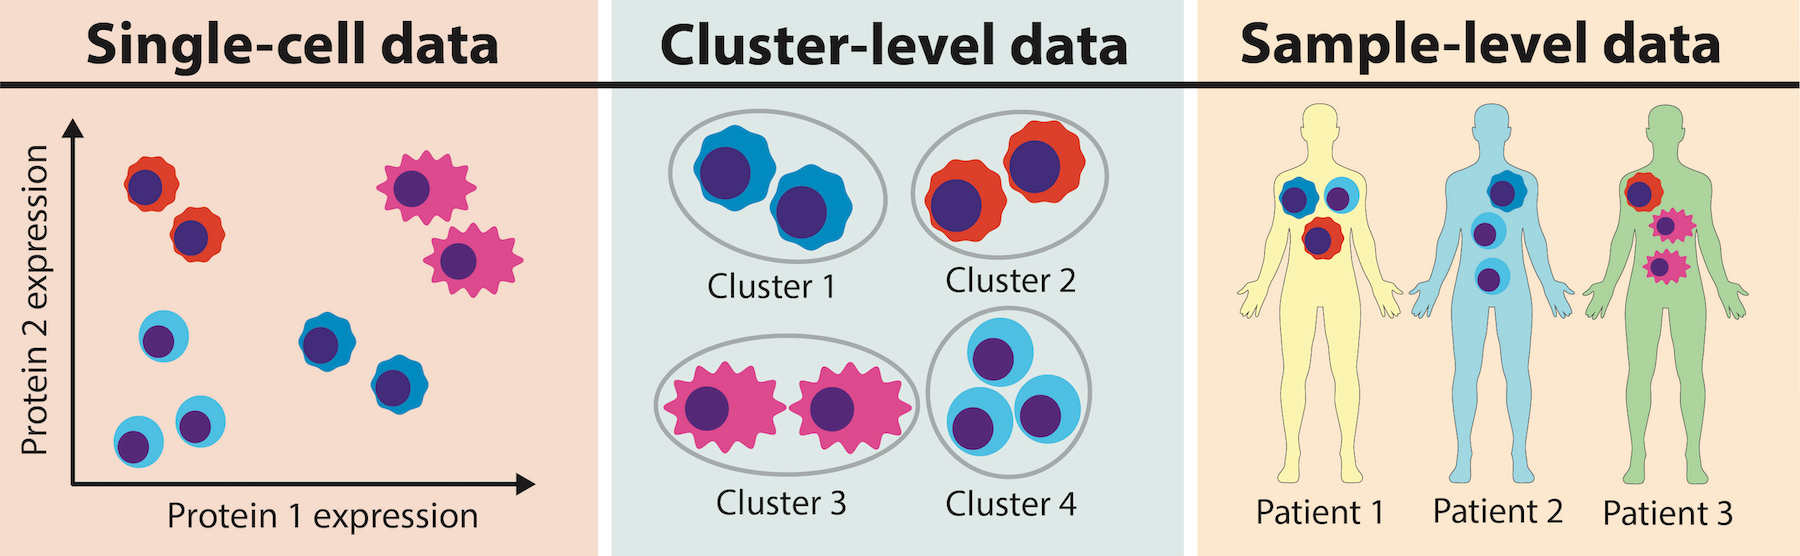 Single-cell data
Protein 2 expression
Protein 1 expression
Cluster-level data
Cluster 1
Cluster 2
Cluster 3
Cluster 4
Sample-level data
Patient 1
Patient 2
Patient 3